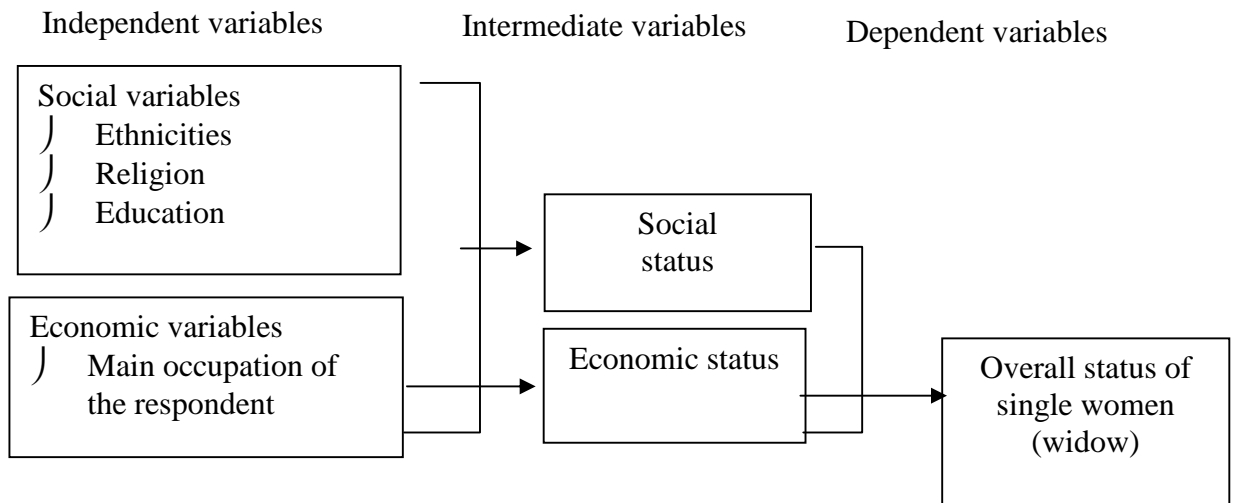 Independent variables
Intermediate variables
Dependent variables
Social variables
Ethnicities
Religion
Education
Economic variables
Main occupation of
the respondent
Social
status
Economic status
Overall status of
single women
(widow)